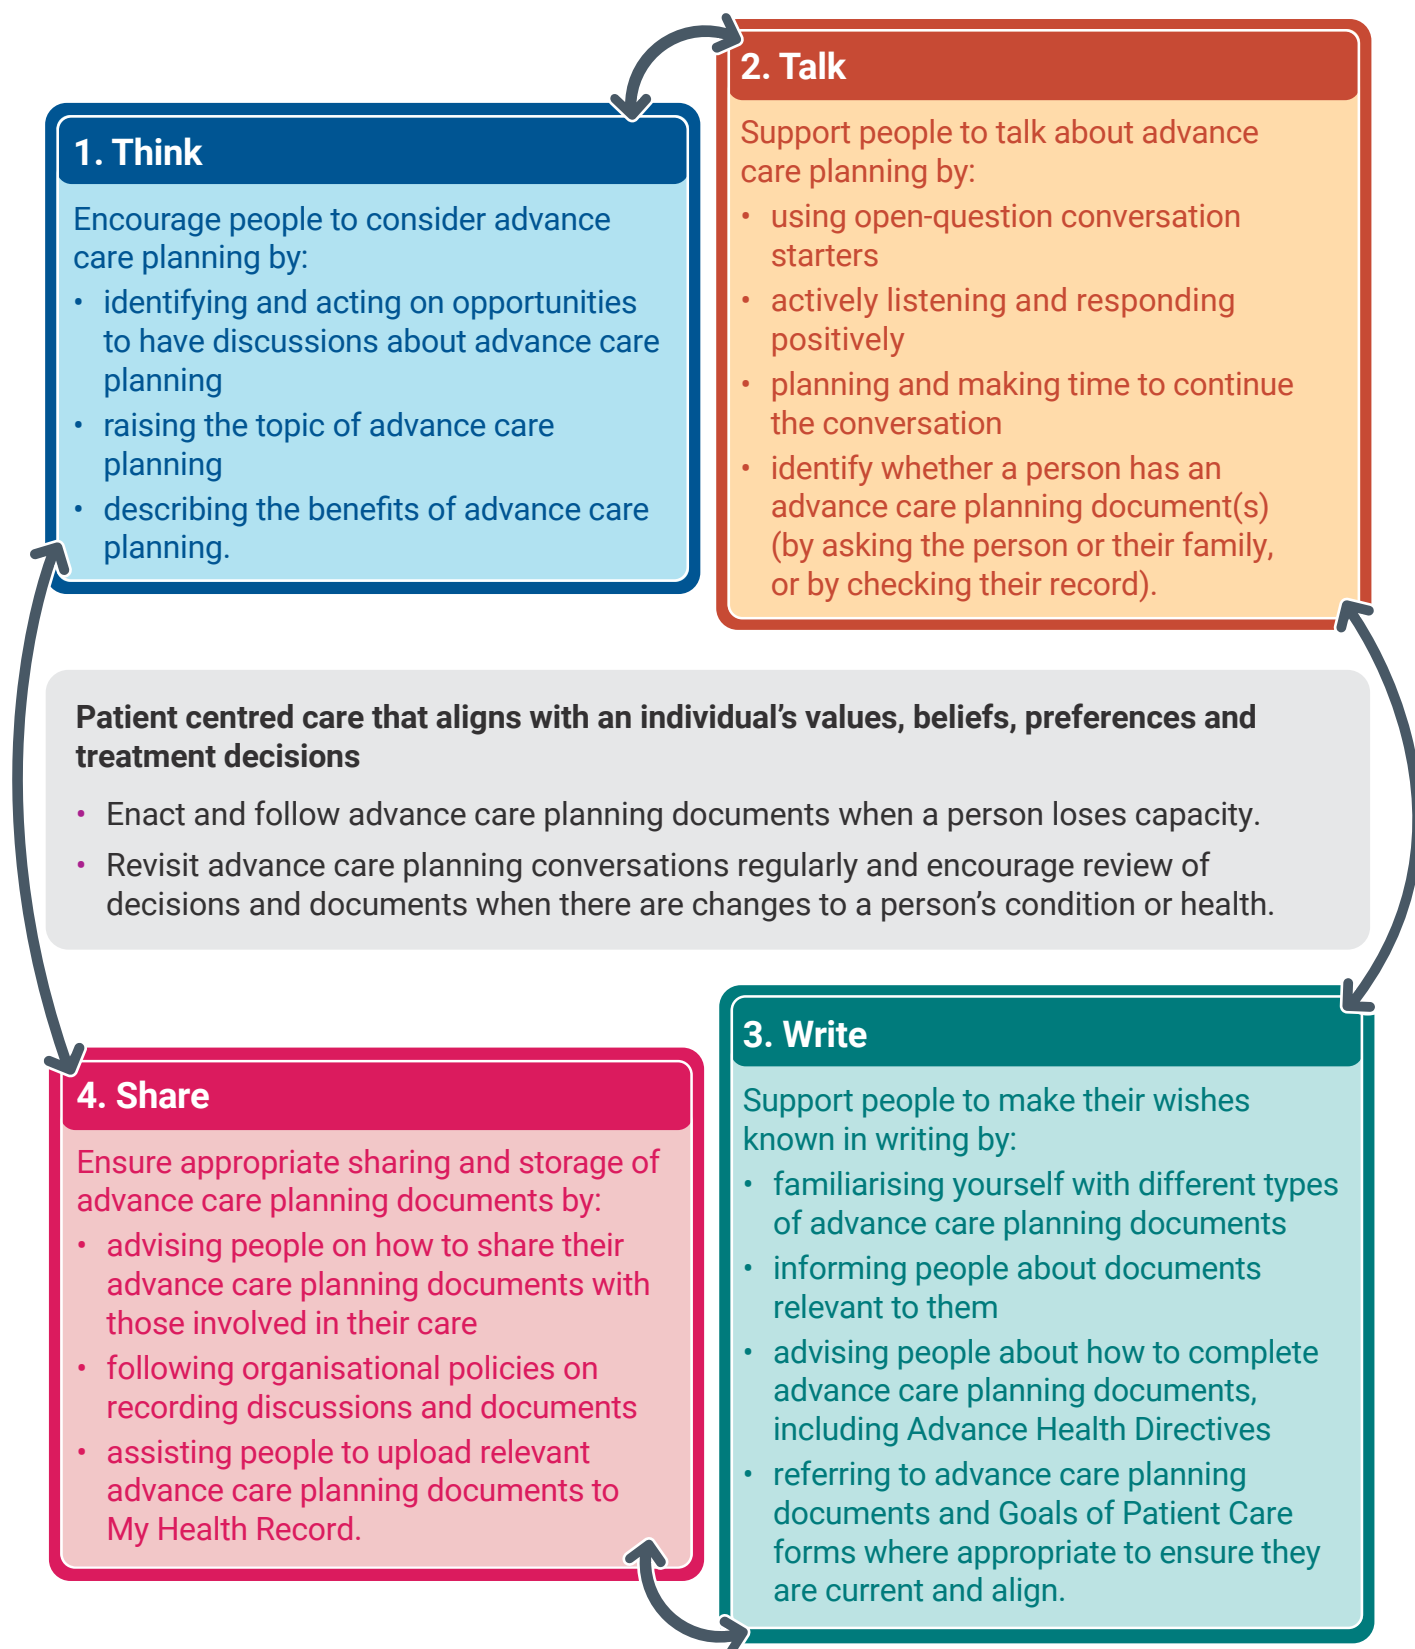 1. Think
Encourage people to consider advance
care planning by:
• identifying and acting on opportunities
to have discussions about advance care
planning
• raising the topic of advance care
planning
• describing the benefits of advance care
planning.
2. Talk
Support people to talk about advance
care planning by:
• using open-question conversation
starters
• actively listening and responding
positively
• planning and making time to continue
the conversation
• identify whether a person has an
advance care planning document(s)
(by asking the person or their family,
or by checking their record).
Patient centred care that aligns with an individual’s values, beliefs, preferences and
treatment decisions
• Enact and follow advance care planning documents when a person loses capacity.
• Revisit advance care planning conversations regularly and encourage review of
decisions and documents when there are changes to a person’s condition or health.
3. Write
Support people to make their wishes
known in writing by:
• familiarising yourself with different types
of advance care planning documents
• informing people about documents
relevant to them
• advising people about how to complete
advance care planning documents,
including Advance Health Directives
• referring to advance care planning
documents and Goals of Patient Care
forms where appropriate to ensure they
are current and align.
4. Share
Ensure appropriate sharing and storage of
advance care planning documents by:
• advising people on how to share their
advance care planning documents with
those involved in their care
• following organisational policies on
recording discussions and documents
• assisting people to upload relevant
advance care planning documents to
My Health Record.